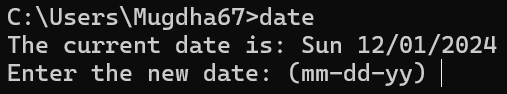 C:\Users\Mugdha67>date
The current date is: Sun 12/01/2024
Enter the new date: (mm-dd-yy)